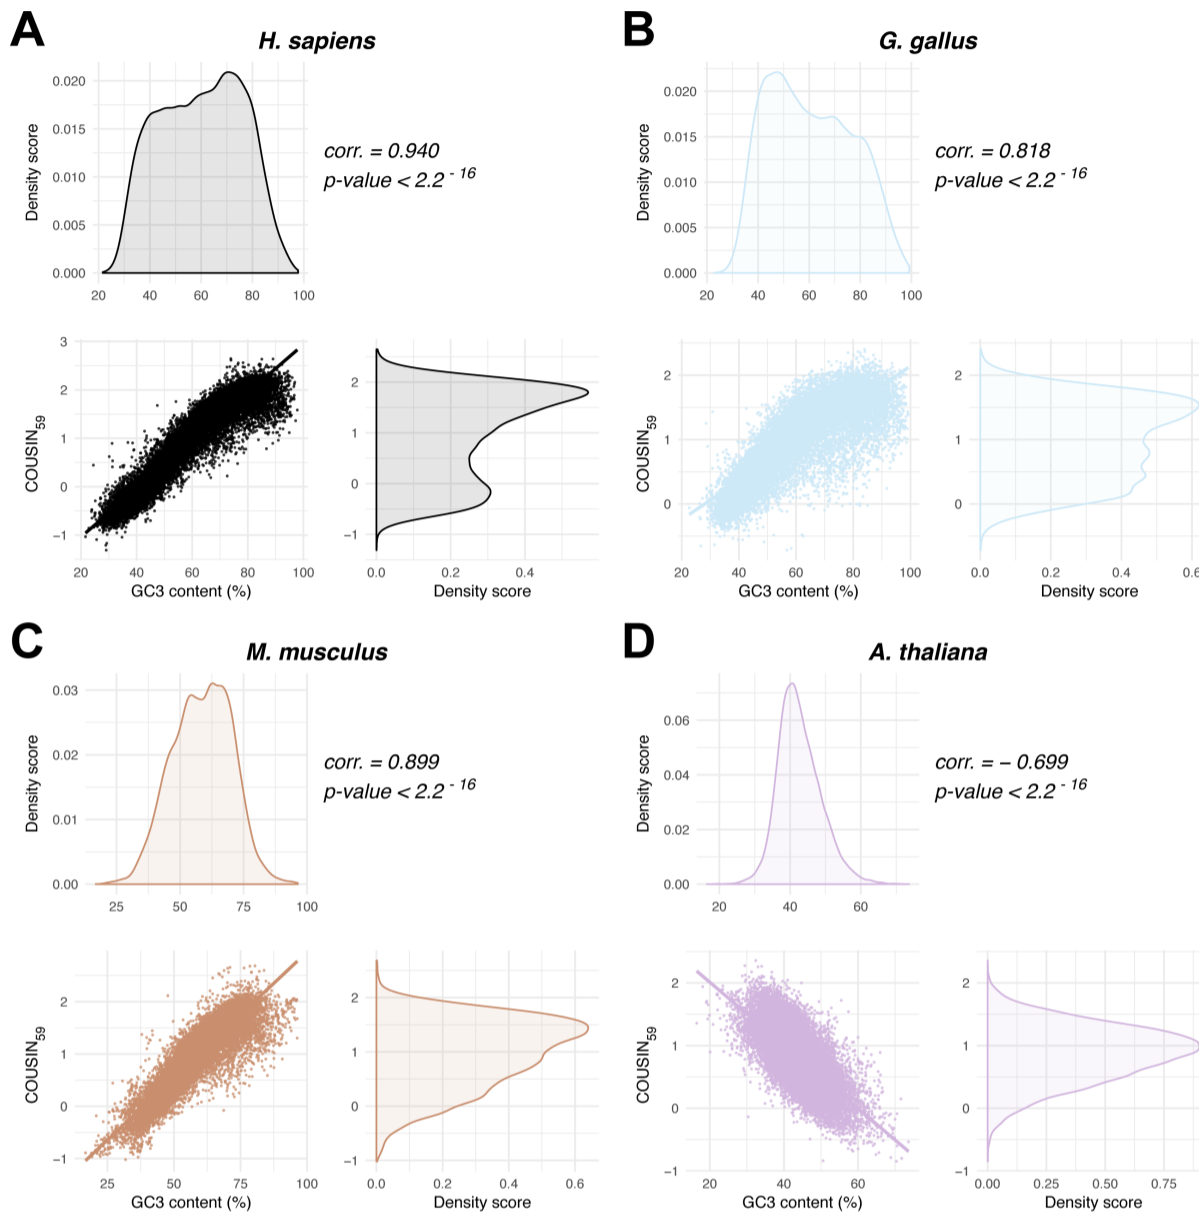 A
H. sapiens
Density score
0.020
0.015
0.010
0.005
0.000
20 40 60 80 100
corr. = 0.940
p-value < 2.2 - 16
COUSIN59
3
2
1
0
−1
20 40 60 80 100
GC3 content (%)
2
1
0
−1
0.0 0.2 0.4
Density score
B
G. gallus
Density score
0.020
0.015
0.010
0.005
0.000
20 40 60 80 100
corr. = 0.818
p-value < 2.2 - 16
COUSIN59
2
1
0
20 40 60 80 100
GC3 content (%)
2
1
0
0.0 0.2 0.4 0.6
Density score
C
M. musculus
Density score
0.03
0.02
0.01
0.00
25 50 75 100
corr. = 0.899
p-value < 2.2 - 16
COUSIN59
2
1
0
−1
25 50 75 100
GC3 content (%)
2
1
0
−1
0.0 0.2 0.4 0.6
Density score
D
A. thaliana
Density score
0.06
0.04
0.02
0.00
20 40 60
corr. = − 0.699
p-value < 2.2 - 16
COUSIN59
2
1
0
−1
20 40 60
GC3 content (%)
2
1
0
−1
0.00 0.25 0.50 0.75
Density score